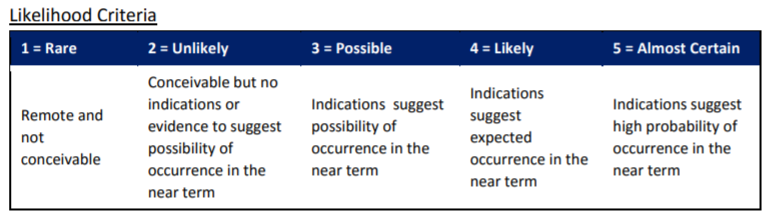 Likelihood Criteria
1 = Rare
2 = Unlikely
3 = Possible
4 = Likely
5 = Almost Certain
Remote and
not
conceivable
Conceivable but no
indications or
evidence to suggest
possibility of
occurrence in the
near term
Indications suggest
possibility of
occurrence in the
near term
Indications
suggest
expected
occurrence in the
near term
Indications suggest
high probability of
occurrence in the
near term